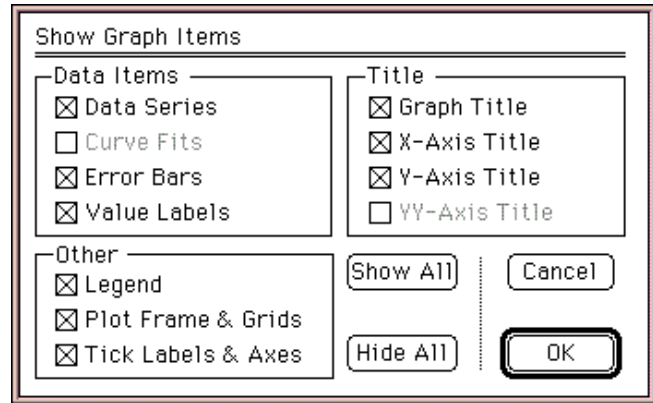 Show Graph Items
Data Items
Data Series
Curve Fits
Error Bars
Value Labels
Title
Graph Title
X-Axis Title
Y-Axis Title
YY-Axis Title
Other
Legend
Plot Frame & Grids
Tick Labels & Axes
Show All
Cancel
Hide All
OK